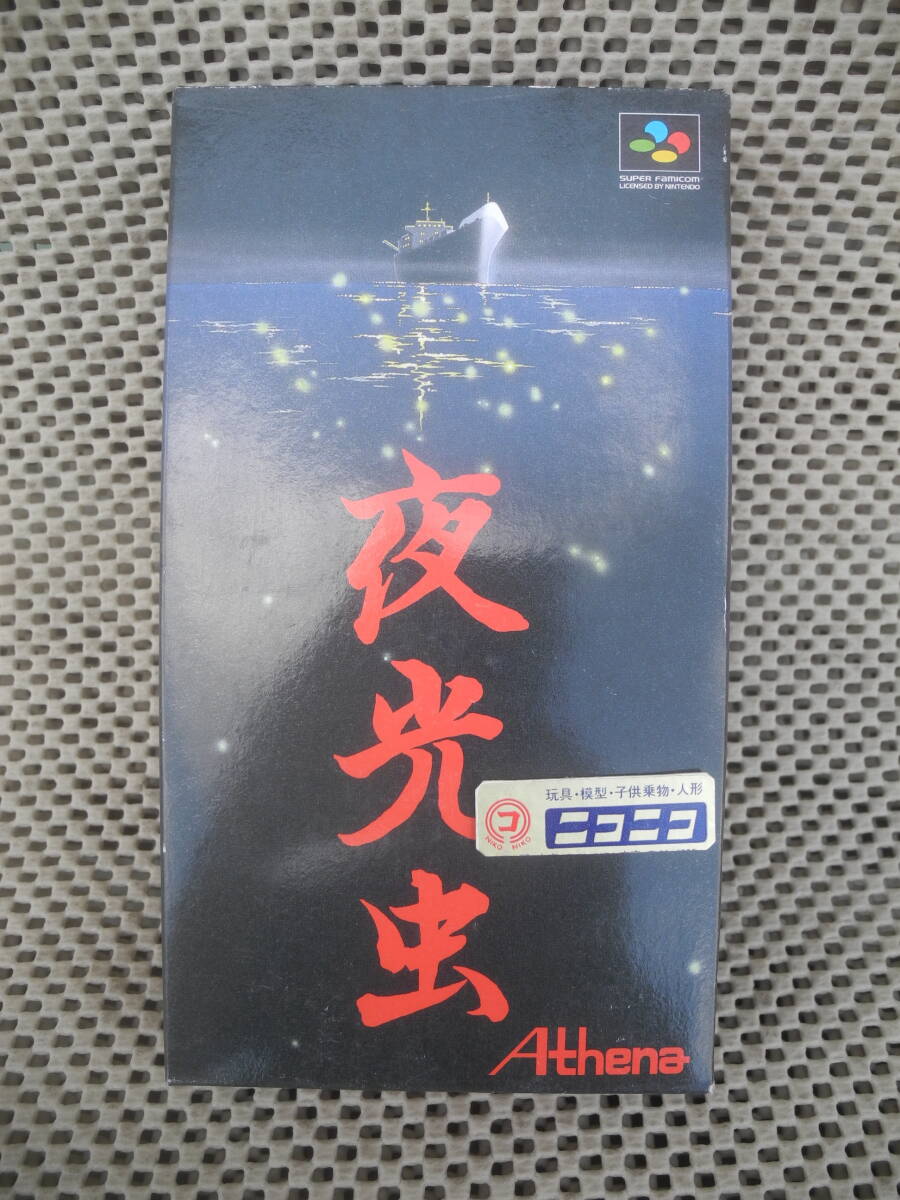 SUPER FAMICOM
LICENSED BY NINTENDO
夜光虫
玩具・模型・子供乗物・人形
コ
NIKO NIKO
ニコニコ
Athena